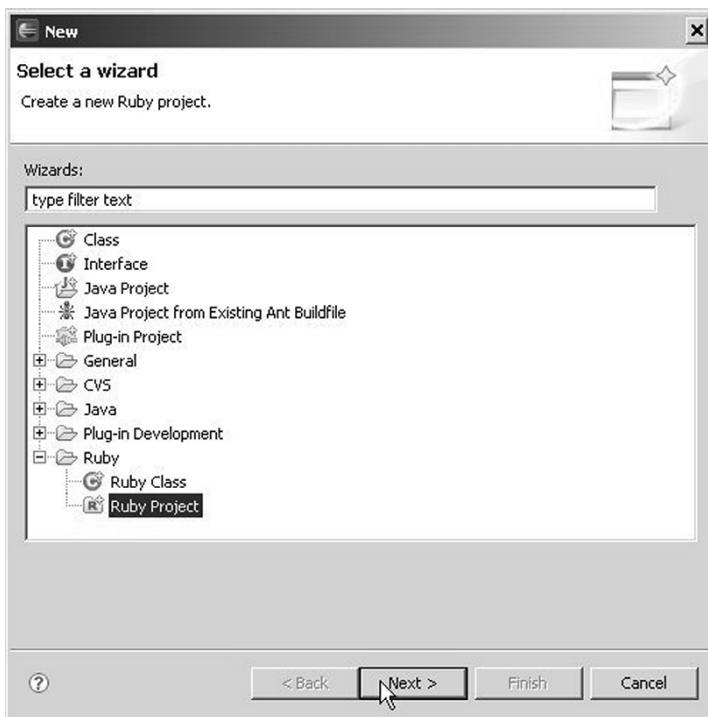 New
Select a wizard
Create a new Ruby project.
Wizards:
type filter text
Class
Interface
Java Project
Java Project from Existing Ant Buildfile
Plug-in Project
General
CVS
Java
Plug-in Development
Ruby
Ruby Class
Ruby Project
< Back Next > Finish Cancel